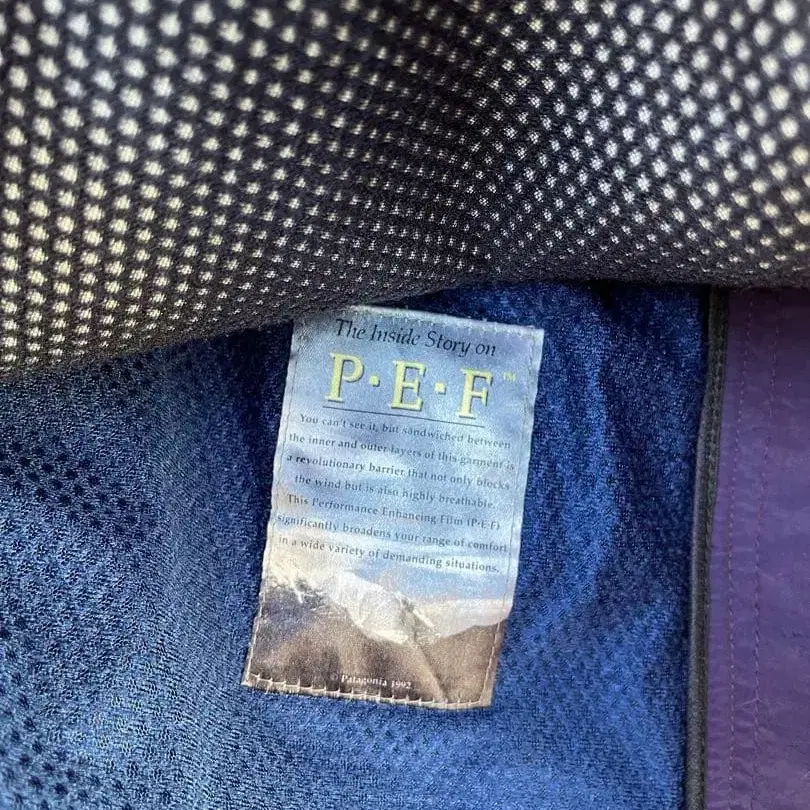 The Inside Story on
P·E·F™
You can't see it, but sandwiched between
the inner and outer layers of this garment is
a revolutionary barrier that not only blocks
the wind but is also highly breathable.
This Performance Enhancing Film (P·E·F)
significantly broadens your range of comfort
in a wide variety of demanding situations.
© Patagonia 1992